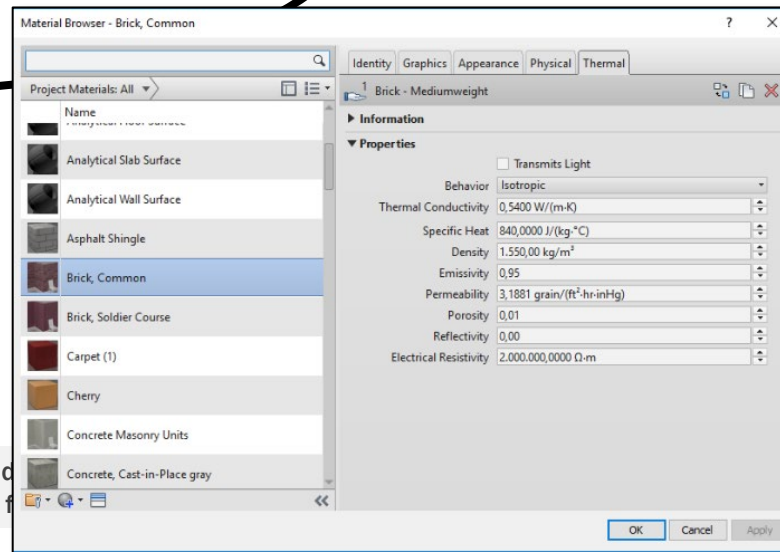 Material Browser - Brick, Common
? ×
Project Materials: All
Name
Analytical Slab Surface
Analytical Wall Surface
Asphalt Shingle
Brick, Common
Brick, Soldier Course
Carpet (1)
Cherry
Concrete Masonry Units
Concrete, Cast-in-Place gray
Identity Graphics Appearance Physical Thermal
1 Brick - Mediumweight
Information
Properties
Transmits Light
Behavior Isotropic
Thermal Conductivity 0,5400 W/(m·K)
Specific Heat 840,0000 J/(kg·°C)
Density 1.550,00 kg/m³
Emissivity 0,95
Permeability 3,1881 grain/(ft²·hr·inHg)
Porosity 0,01
Reflectivity 0,00
Electrical Resistivity 2.000.000,0000 Ω·m
OK Cancel Apply